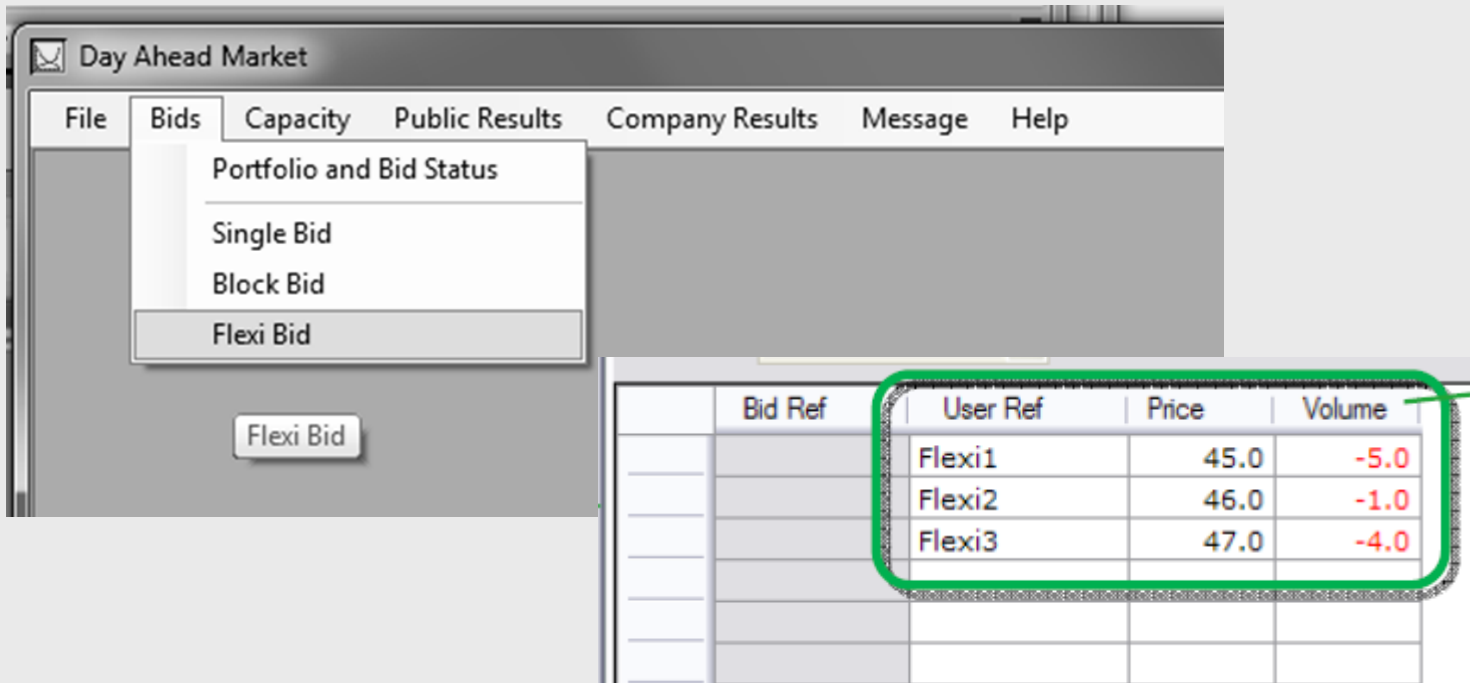 Day Ahead Market
File Bids Capacity Public Results Company Results Message Help
Portfolio and Bid Status
Single Bid
Block Bid
Flexi Bid
Flexi Bid
Bid Ref User Ref Price Volume
Flexi1 45.0 -5.0
Flexi2 46.0 -1.0
Flexi3 47.0 -4.0